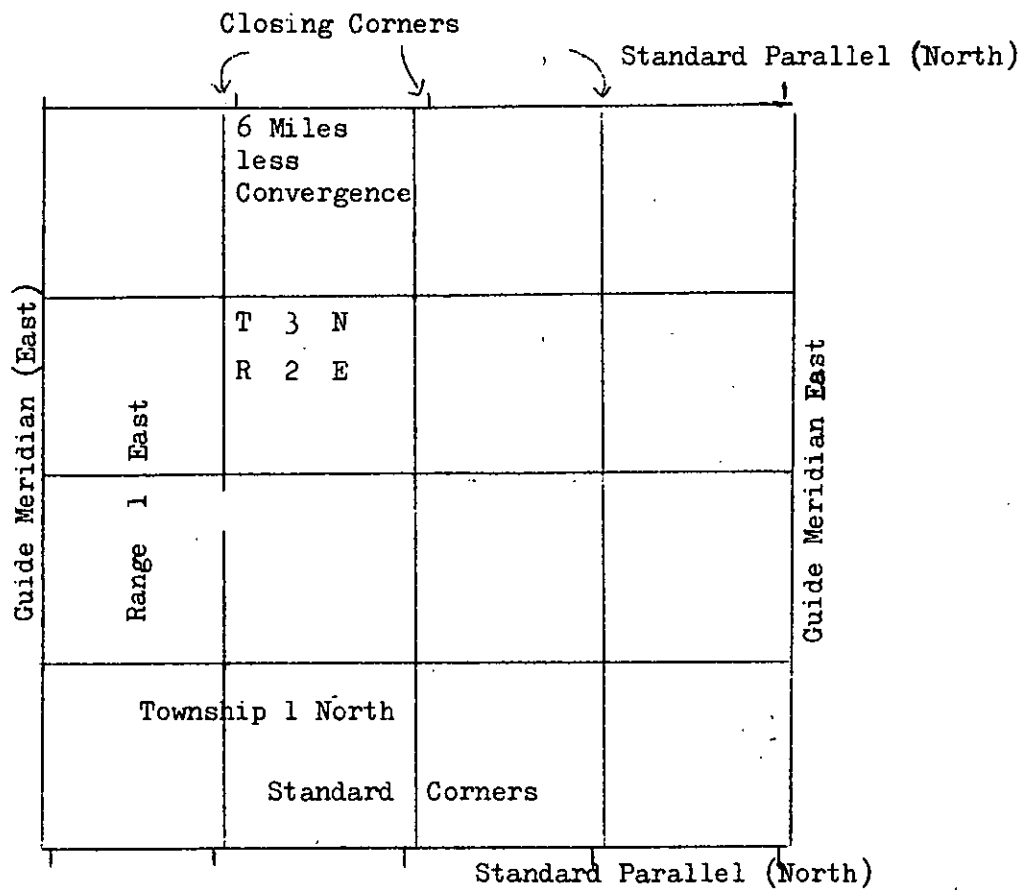 Closing Corners
Standard Parallel (North)
6 Miles
less
Convergence
Guide Meridian (East)
T 3 N
R 2 E
Range 1 East
Guide Meridian East
Township 1 North
Standard Corners
Standard Parallel (North)